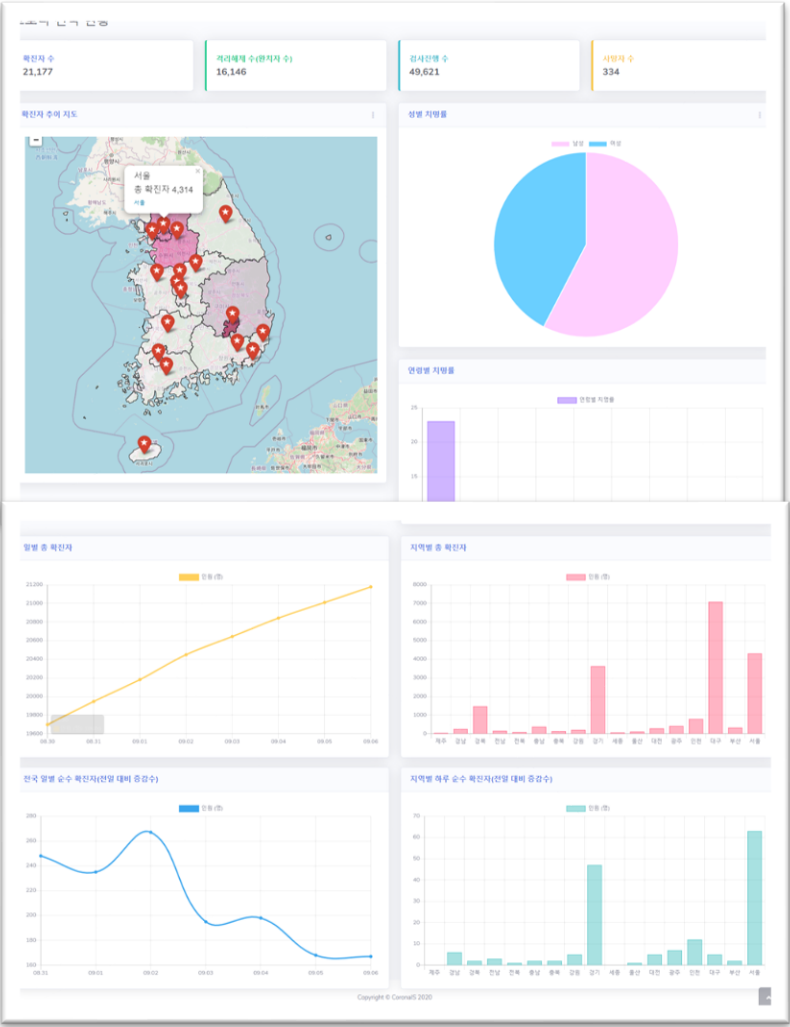 확진자 수
21,177
격리해제 수(완치자 수)
16,146
검사진행 수
49,621
사망자 수
334
확진자 추이 지도
−
서울
총 확진자 4,314
서울
×
성별 치명률
남성
여성
연령별 치명률
연령별 치명률
25
20
15
일별 총 확진자
인원 (명)
21200
21000
20800
20600
20400
20200
20000
19800
19600
08.30
08.31
09.01
09.02
09.03
09.04
09.05
09.06
지역별 총 확진자
인원 (명)
8000
7000
6000
5000
4000
3000
2000
1000
0
제주 경남 경북 전남 전북 충남 충북 강원 경기 세종 울산 대전 광주 인천 대구 부산 서울
전국 일별 순수 확진자(전일 대비 증감수)
인원 (명)
280
260
240
220
200
180
160
08.31
09.01
09.02
09.03
09.04
09.05
09.06
지역별 하루 순수 확진자(전일 대비 증감수)
인원 (명)
70
60
50
40
30
20
10
0
제주 경남 경북 전남 전북 충남 충북 강원 경기 세종 울산 대전 광주 인천 대구 부산 서울
Copyright © CoronaIS 2020